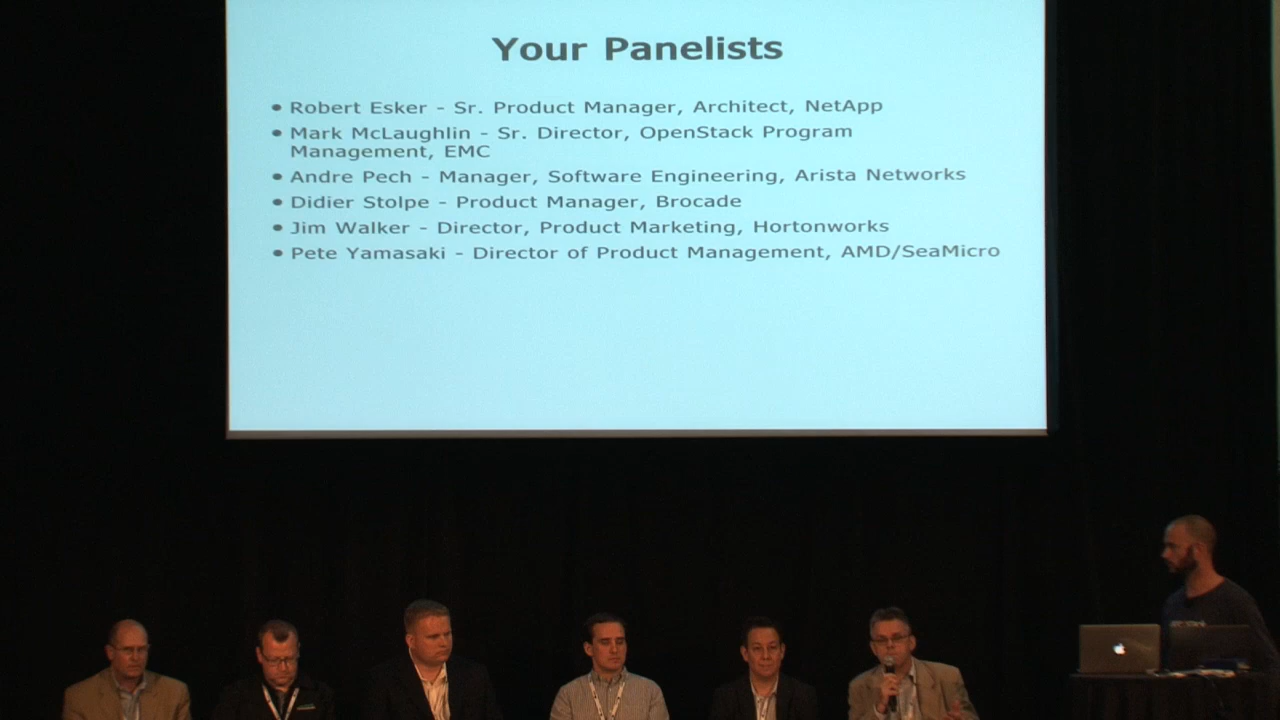 Your Panelists
• Robert Esker - Sr. Product Manager, Architect, NetApp
• Mark McLaughlin - Sr. Director, OpenStack Program
Management, EMC
• Andre Pech - Manager, Software Engineering, Arista Networks
• Didier Stolpe - Product Manager, Brocade
• Jim Walker - Director, Product Marketing, Hortonworks
• Pete Yamasaki - Director of Product Management, AMD/SeaMicro